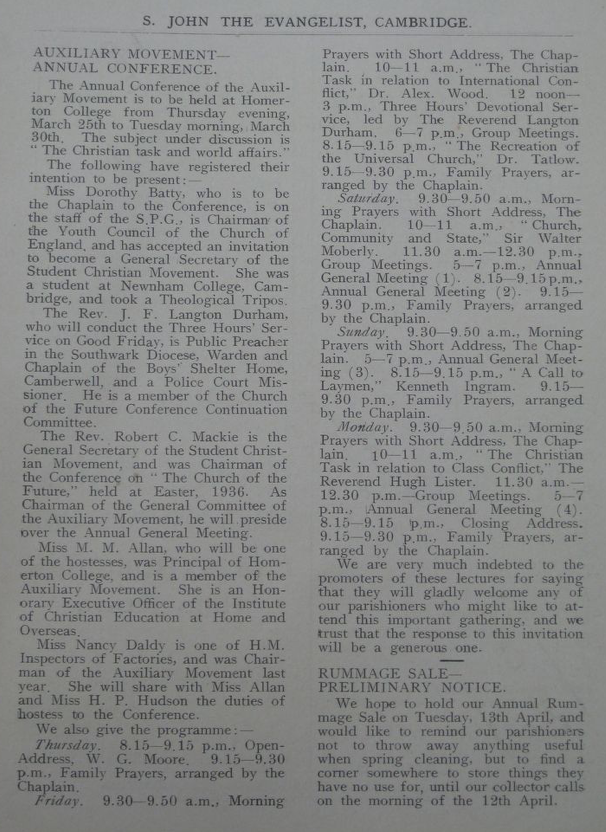 S. JOHN THE EVANGELIST, CAMBRIDGE.
AUXILIARY MOVEMENT—
ANNUAL CONFERENCE.
The Annual Conference of the Auxil-
iary Movement is to be held at Homer-
ton College from Thursday evening,
March 25th to Tuesday morning, March
30th. The subject under discussion is
" The Christian task and world affairs."
The following have registered their
intention to be present:—
Miss Dorothy Batty, who is to be
the Chaplain to the Conference, is on
the staff of the S.P.G., is Chairman of
the Youth Council of the Church of
England, and has accepted an invitation
to become a General Secretary of the
Student Christian Movement. She was
a student at Newnham College, Cam-
bridge, and took a Theological Tripos.
The Rev. J. F. Langton Durham,
who will conduct the Three Hours' Ser-
vice on Good Friday, is Public Preacher
in the Southwark Diocese, Warden and
Chaplain of the Boys' Shelter Home,
Camberwell, and a Police Court Mis-
sioner. He is a member of the Church
of the Future Conference Continuation
Committee.
The Rev. Robert C. Mackie is the
General Secretary of the Student Christ-
ian Movement, and was Chairman of
the Conference on " The Church of the
Future," held at Easter, 1936. As
Chairman of the General Committee of
the Auxiliary Movement, he will preside
over the Annual General Meeting.
Miss M. M. Allan, who will be one
of the hostesses, was Principal of Hom-
erton College, and is a member of the
Auxiliary Movement. She is an Hon-
orary Executive Officer of the Institute
of Christian Education at Home and
Overseas.
Miss Nancy Daldy is one of H.M.
Inspectors of Factories, and was Chair-
man of the Auxiliary Movement last
year. She will share with Miss Allan
and Miss H. P. Hudson the duties of
hostess to the Conference.
We also give the programme:—
Thursday. 8.15—9.15 p.m., Open-
Address, W. G. Moore. 9.15—9.30
p.m., Family Prayers, arranged by the
Chaplain.
Friday. 9.30—9.50 a.m., Morning
Prayers with Short Address, The Chap-
lain. 10—11 a.m., " The Christian
Task in relation to International Con-
flict," Dr. Alex. Wood. 12 noon—
3 p.m., Three Hours' Devotional Ser-
vice, led by The Reverend Langton
Durham. 6—7 p.m., Group Meetings.
8.15—9.15 p.m., " The Recreation of
the Universal Church," Dr. Tatlow.
9.15—9.30 p.m., Family Prayers, ar-
ranged by the Chaplain.
Saturday. 9.30—9.50 a.m., Morn-
ing Prayers with Short Address, The
Chaplain. 10—11 a.m., " Church,
Community and State," Sir Walter
Moberly. 11.30 a.m.—12.30 p.m.,
Group Meetings. 5—7 p.m., Annual
General Meeting (1). 8.15—9.15 p.m.,
Annual General Meeting (2). 9.15—
9.30 p.m., Family Prayers, arranged
by the Chaplain.
Sunday. 9.30—9.50 a.m., Morning
Prayers with Short Address, The Chap-
lain. 5—7 p.m., Annual General Meet-
ing (3). 8.15—9.15 p.m., " A Call to
Laymen," Kenneth Ingram. 9.15—
9.30 p.m., Family Prayers, arranged
by the Chaplain.
Monday. 9.30—9.50 a.m., Morning
Prayers with Short Address, The Chap-
lain. 10—11 a.m., " The Christian
Task in relation to Class Conflict," The
Reverend Hugh Lister. 11.30 a.m.—
12.30 p.m.—Group Meetings. 5—7
p.m., Annual General Meeting (4).
8.15—9.15 p.m., Closing Address.
9.15—9.30 p.m., Family Prayers, ar-
ranged by the Chaplain.
We are very much indebted to the
promoters of these lectures for saying
that they will gladly welcome any of
our parishioners who might like to at-
tend this important gathering, and we
trust that the response to this invitation
will be a generous one.
RUMMAGE SALE—
PRELIMINARY NOTICE.
We hope to hold our Annual Rum-
mage Sale on Tuesday, 13th April, and
would like to remind our parishioners
not to throw away anything useful
when spring cleaning, but to find a
corner somewhere to store things they
have no use for, until our collector calls
on the morning of the 12th April.